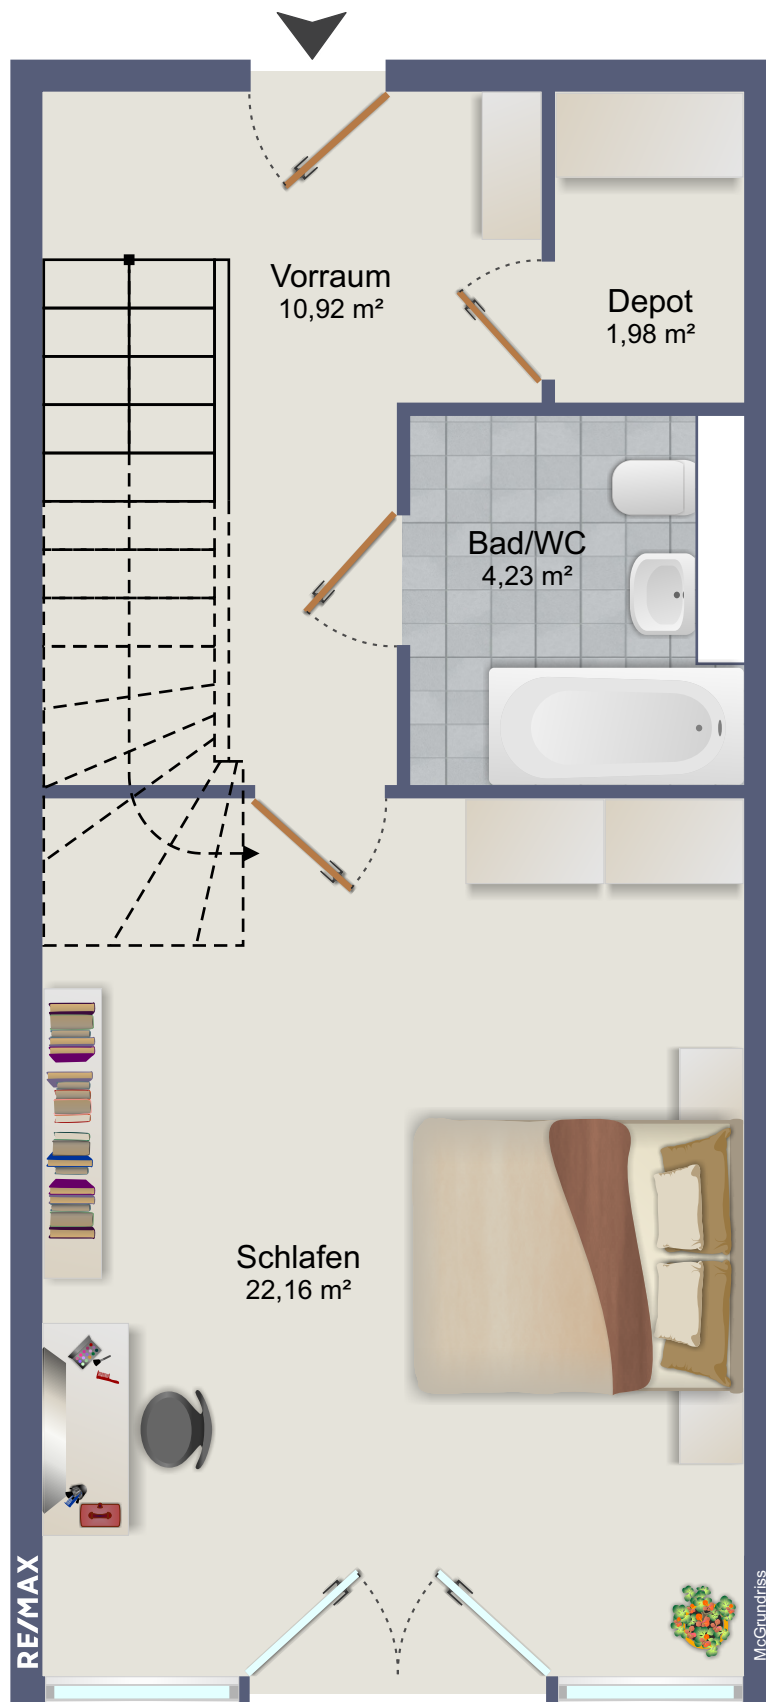 Vorraum
10,92 m²
Depot
1,98 m²
Bad/WC
4,23 m²
Schlafen
22,16 m²
RE/MAX
McGrundriss